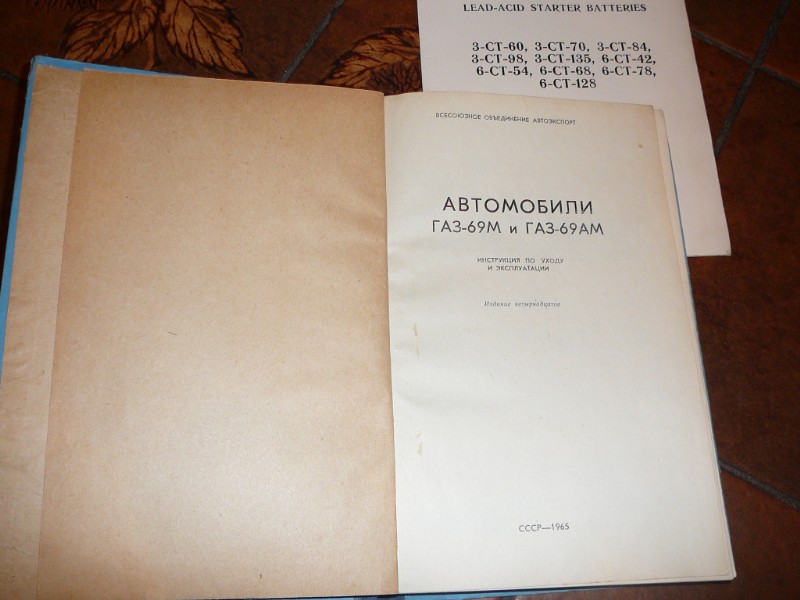 LEAD-ACID STARTER BATTERIES
3-СТ-60, 3-СТ-70, 3-СТ-84,
3-СТ-98, 3-СТ-135, 6-СТ-42,
6-СТ-54, 6-СТ-68, 6-СТ-78,
6-СТ-128
ВСЕСОЮЗНОЕ ОБЪЕДИНЕНИЕ АВТОЭКСПОРТ
АВТОМОБИЛИ
ГАЗ-69М и ГАЗ-69АМ
ИНСТРУКЦИЯ ПО УХОДУ
И ЭКСПЛУАТАЦИИ
Издание четырнадцатое
СССР—1965